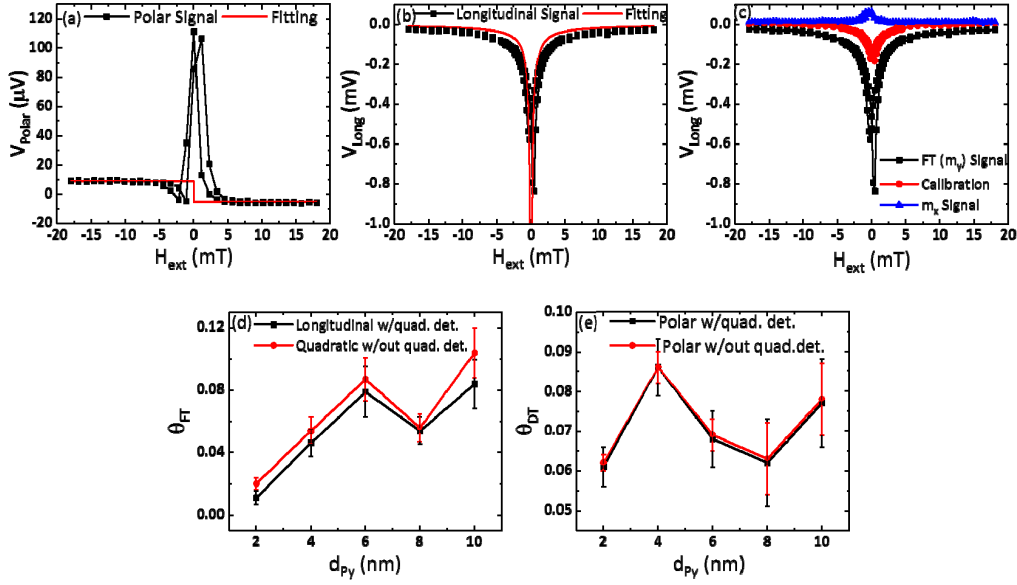 (a)
Polar Signal
Fitting
V_Polar (μV)
120
100
80
60
40
20
0
-20
-20 -15 -10 -5 0 5 10 15 20
H_ext (mT)
(b)
Longitudinal Signal
Fitting
V_Long (mV)
0.0
-0.2
-0.4
-0.6
-0.8
-1.0
-20 -15 -10 -5 0 5 10 15 20
H_ext (mT)
(c)
V_Long (mV)
0.0
-0.2
-0.4
-0.6
-0.8
-1.0
FT (m_y) Signal
Calibration
m_x Signal
-20 -15 -10 -5 0 5 10 15 20
H_ext (mT)
(d)
Longitudinal w/quad. det.
Quadratic w/out quad. det.
θ_FT
0.12
0.08
0.04
0.00
2 4 6 8 10
d_Py (nm)
(e)
Polar w/quad. det.
Polar w/out quad.det.
θ_DT
0.10
0.09
0.08
0.07
0.06
0.05
2 4 6 8 10
d_Py (nm)